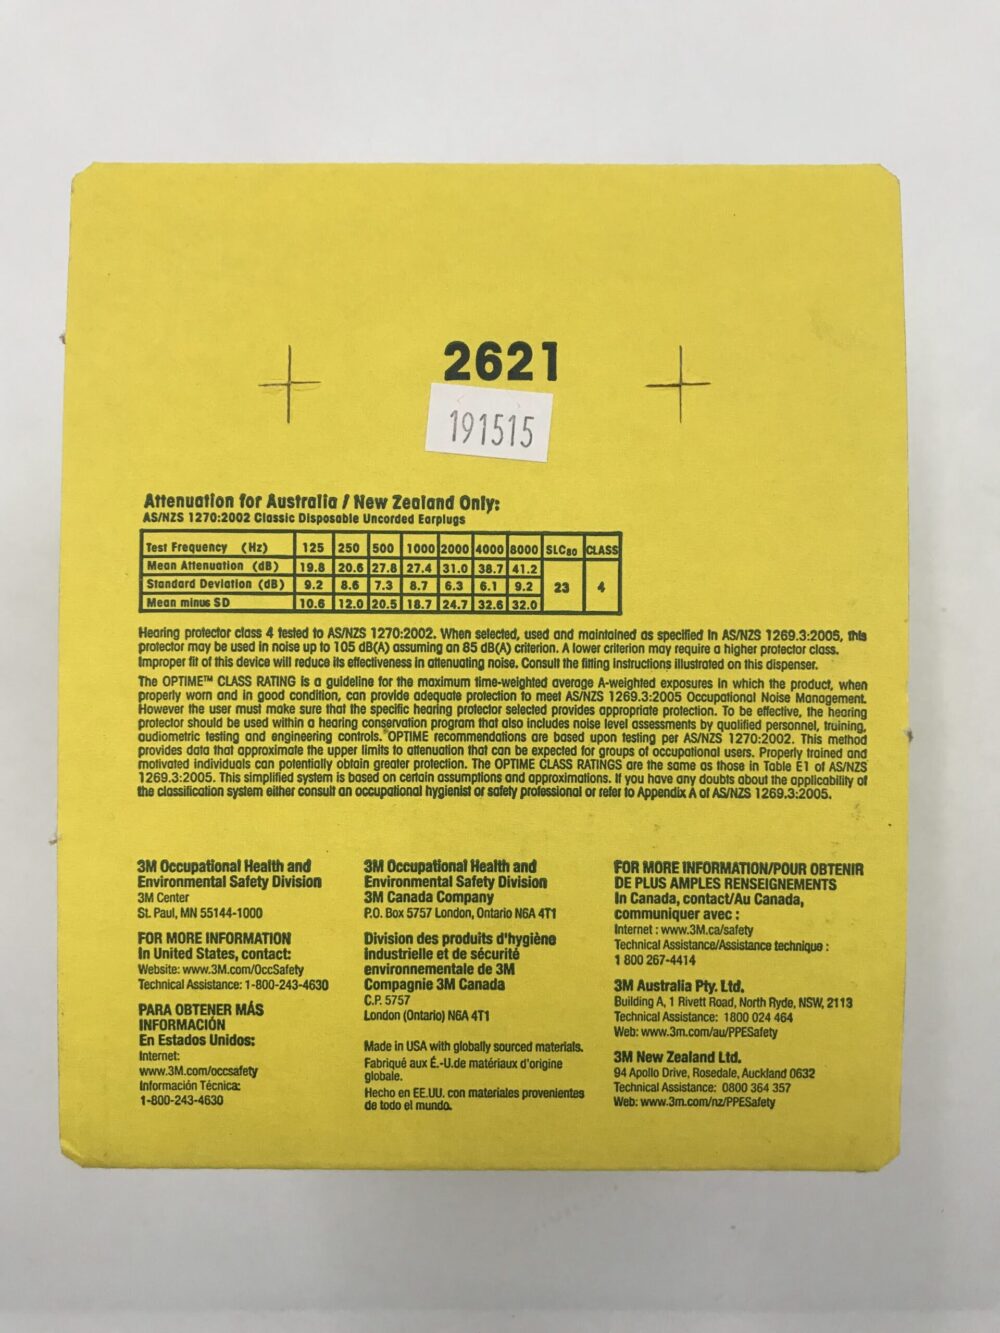 2621
191515
Attenuation for Australia / New Zealand Only:
AS/NZS 1270:2002 Classic Disposable Uncorded Earplugs
Test Frequency (Hz) 125 250 500 1000 2000 4000 8000 SLC80 CLASS
Mean Attenuation (dB) 19.8 20.6 27.8 27.4 31.0 38.7 41.2
Standard Deviation (dB) 9.2 8.6 7.3 8.7 6.3 6.1 9.2 23 4
Mean minus SD 10.6 12.0 20.5 18.7 24.7 32.6 32.0
Hearing protector class 4 tested to AS/NZS 1270:2002. When selected, used and maintained as specified in AS/NZS 1269.3:2005, this
protector may be used in noise up to 105 dB(A) assuming an 85 dB(A) criterion. A lower criterion may require a higher protector class.
Improper fit of this device will reduce its effectiveness in attenuating noise. Consult the fitting instructions illustrated on this dispenser.
The OPTIME™ CLASS RATING is a guideline for the maximum time-weighted average A-weighted exposures in which the product, when
properly worn and in good condition, can provide adequate protection to meet AS/NZS 1269.3:2005 Occupational Noise Management.
However the user must make sure that the specific hearing protector selected provides appropriate protection. To be effective, the hearing
protector should be used within a hearing conservation program that also includes noise level assessments by qualified personnel, training,
audiometric testing and engineering controls. OPTIME recommendations are based upon testing per AS/NZS 1270:2002. This method
provides data that approximate the upper limits to attenuation that can be expected for groups of occupational users. Properly trained and
motivated individuals can potentially obtain greater protection. The OPTIME CLASS RATINGS are the same as those in Table E1 of AS/NZS
1269.3:2005. This simplified system is based on certain assumptions and approximations. If you have any doubts about the applicability of
the classification system either consult an occupational hygienist or safety professional or refer to Appendix A of AS/NZS 1269.3:2005.
3M Occupational Health and
Environmental Safety Division
3M Center
St. Paul, MN 55144-1000
FOR MORE INFORMATION
In United States, contact:
Website: www.3M.com/OccSafety
Technical Assistance: 1-800-243-4630
PARA OBTENER MÁS
INFORMACIÓN
En Estados Unidos:
Internet:
www.3M.com/occsafety
Información Técnica:
1-800-243-4630
3M Occupational Health and
Environmental Safety Division
3M Canada Company
P.O. Box 5757 London, Ontario N6A 4T1
Division des produits d'hygiène
industrielle et de sécurité
environnementale de 3M
Compagnie 3M Canada
C.P. 5757
London (Ontario) N6A 4T1
Made in USA with globally sourced materials.
Fabriqué aux É.-U.de matériaux d'origine
globale.
Hecho en EE.UU. con materiales provenientes
de todo el mundo.
FOR MORE INFORMATION/POUR OBTENIR
DE PLUS AMPLES RENSEIGNEMENTS
In Canada, contact/Au Canada,
communiquer avec :
Internet : www.3M.ca/safety
Technical Assistance/Assistance technique :
1 800 267-4414
3M Australia Pty. Ltd.
Building A, 1 Rivett Road, North Ryde, NSW, 2113
Technical Assistance: 1800 024 464
Web: www.3m.com/au/PPESafety
3M New Zealand Ltd.
94 Apollo Drive, Rosedale, Auckland 0632
Technical Assistance: 0800 364 357
Web: www.3m.com/nz/PPESafety